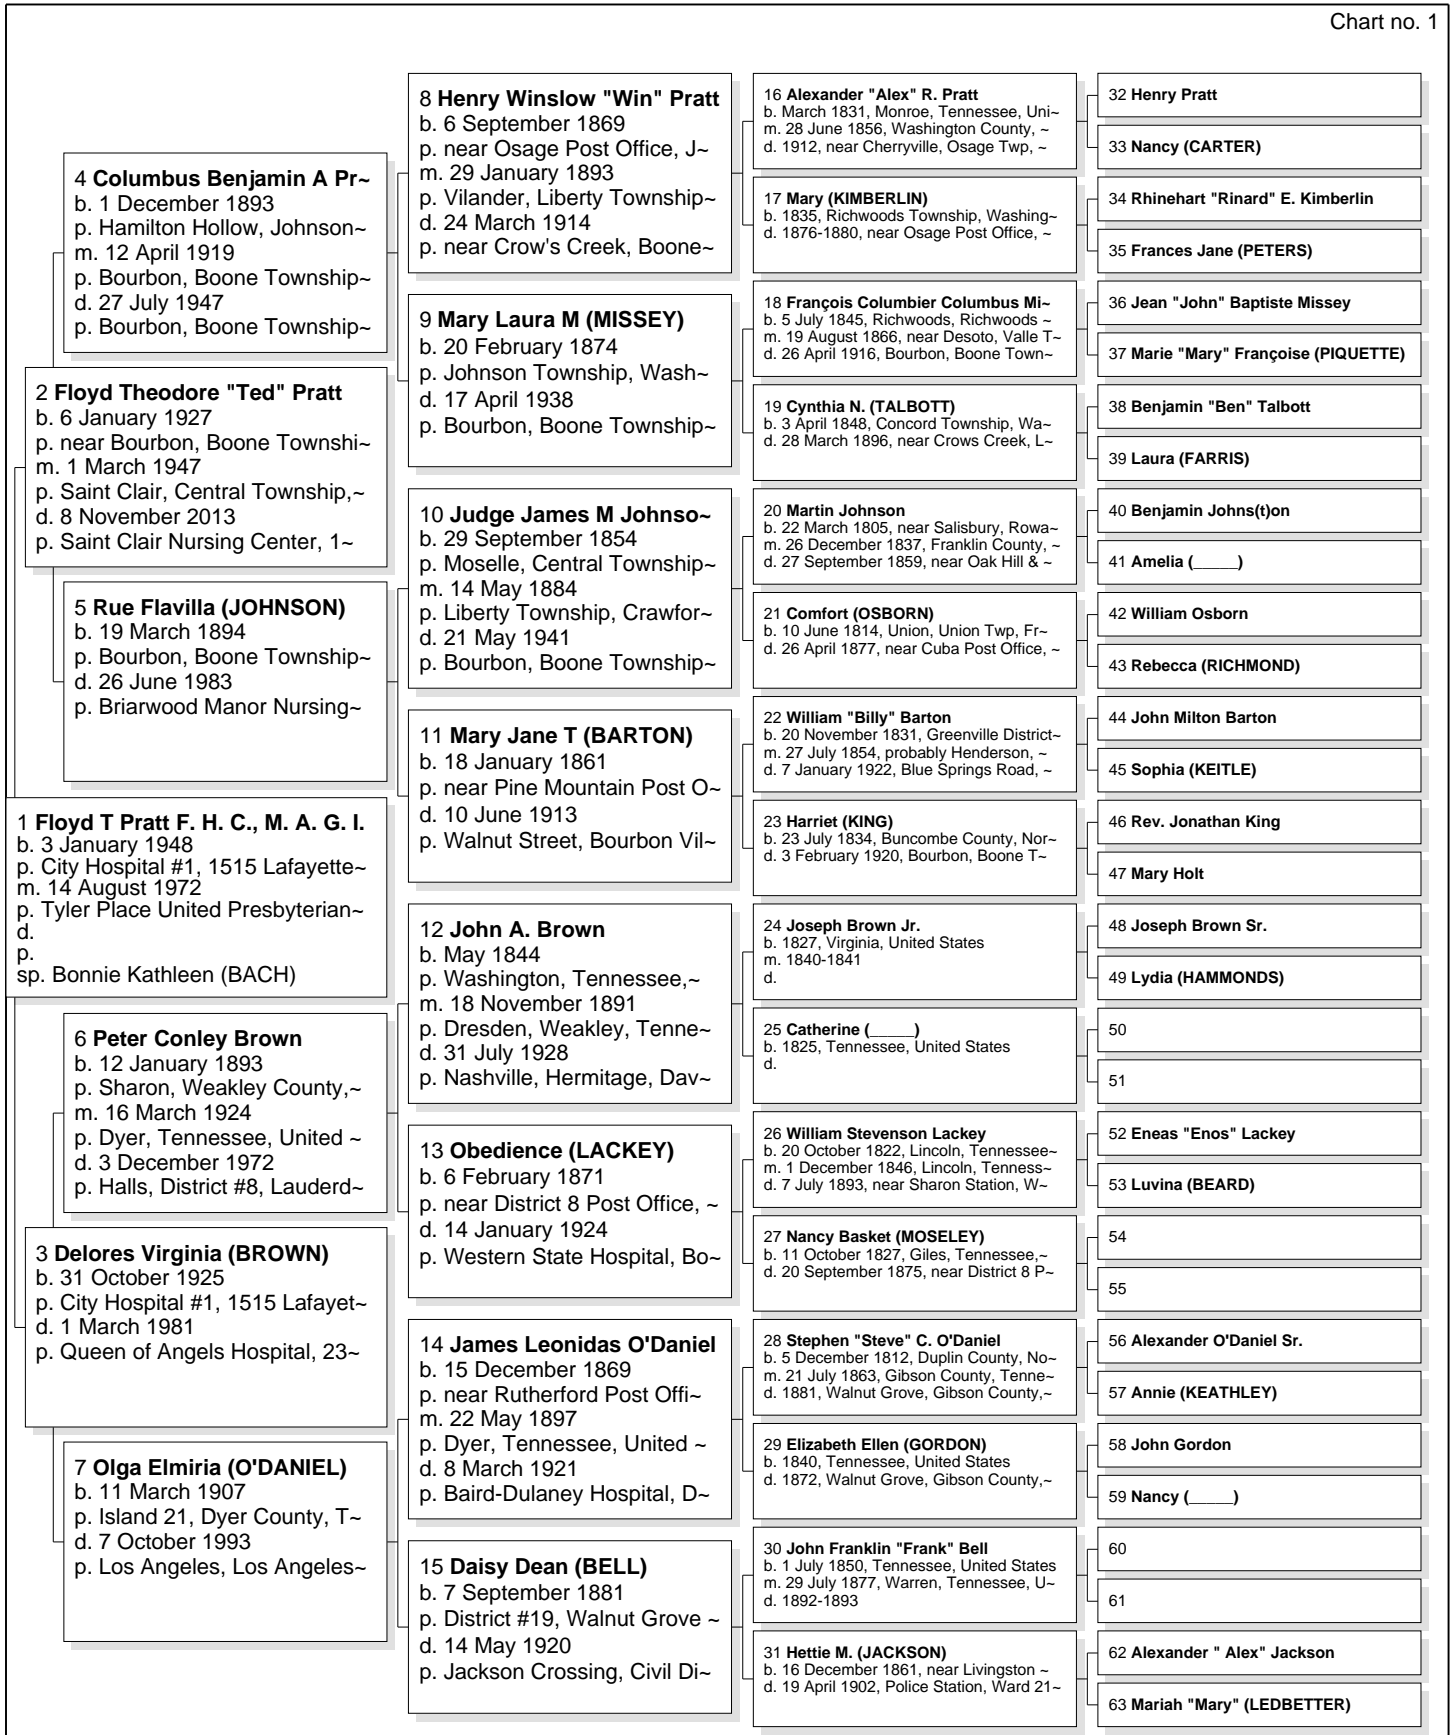 Chart no. 1
1 Floyd T Pratt F. H. C., M. A. G. I.
b. 3 January 1948
p. City Hospital #1, 1515 Lafayette~
m. 14 August 1972
p. Tyler Place United Presbyterian~
d.
p.
sp. Bonnie Kathleen (BACH)
2 Floyd Theodore "Ted" Pratt
b. 6 January 1927
p. near Bourbon, Boone Townshi~
m. 1 March 1947
p. Saint Clair, Central Township,~
d. 8 November 2013
p. Saint Clair Nursing Center, 1~
3 Delores Virginia (BROWN)
b. 31 October 1925
p. City Hospital #1, 1515 Lafayet~
d. 1 March 1981
p. Queen of Angels Hospital, 23~
4 Columbus Benjamin A Pr~
b. 1 December 1893
p. Hamilton Hollow, Johnson~
m. 12 April 1919
p. Bourbon, Boone Township~
d. 27 July 1947
p. Bourbon, Boone Township~
5 Rue Flavilla (JOHNSON)
b. 19 March 1894
p. Bourbon, Boone Township~
d. 26 June 1983
p. Briarwood Manor Nursing~
6 Peter Conley Brown
b. 12 January 1893
p. Sharon, Weakley County,~
m. 16 March 1924
p. Dyer, Tennessee, United ~
d. 3 December 1972
p. Halls, District #8, Lauderd~
7 Olga Elmiria (O'DANIEL)
b. 11 March 1907
p. Island 21, Dyer County, T~
d. 7 October 1993
p. Los Angeles, Los Angeles~
8 Henry Winslow "Win" Pratt
b. 6 September 1869
p. near Osage Post Office, J~
m. 29 January 1893
p. Vilander, Liberty Township~
d. 24 March 1914
p. near Crow's Creek, Boone~
9 Mary Laura M (MISSEY)
b. 20 February 1874
p. Johnson Township, Wash~
d. 17 April 1938
p. Bourbon, Boone Township~
10 Judge James M Johnso~
b. 29 September 1854
p. Moselle, Central Township~
m. 14 May 1884
p. Liberty Township, Crawfor~
d. 21 May 1941
p. Bourbon, Boone Township~
11 Mary Jane T (BARTON)
b. 18 January 1861
p. near Pine Mountain Post O~
d. 10 June 1913
p. Walnut Street, Bourbon Vil~
12 John A. Brown
b. May 1844
p. Washington, Tennessee,~
m. 18 November 1891
p. Dresden, Weakley, Tenne~
d. 31 July 1928
p. Nashville, Hermitage, Dav~
13 Obedience (LACKEY)
b. 6 February 1871
p. near District 8 Post Office, ~
d. 14 January 1924
p. Western State Hospital, Bo~
14 James Leonidas O'Daniel
b. 15 December 1869
p. near Rutherford Post Offi~
m. 22 May 1897
p. Dyer, Tennessee, United ~
d. 8 March 1921
p. Baird-Dulaney Hospital, D~
15 Daisy Dean (BELL)
b. 7 September 1881
p. District #19, Walnut Grove ~
d. 14 May 1920
p. Jackson Crossing, Civil Di~
16 Alexander "Alex" R. Pratt
b. March 1831, Monroe, Tennessee, Uni~
m. 28 June 1856, Washington County, ~
d. 1912, near Cherryville, Osage Twp, ~
17 Mary (KIMBERLIN)
b. 1835, Richwoods Township, Washing~
d. 1876-1880, near Osage Post Office, ~
18 François Columbier Columbus Mi~
b. 5 July 1845, Richwoods, Richwoods ~
m. 19 August 1866, near Desoto, Valle T~
d. 26 April 1916, Bourbon, Boone Town~
19 Cynthia N. (TALBOTT)
b. 3 April 1848, Concord Township, Wa~
d. 28 March 1896, near Crows Creek, L~
20 Martin Johnson
b. 22 March 1805, near Salisbury, Rowa~
m. 26 December 1837, Franklin County, ~
d. 27 September 1859, near Oak Hill & ~
21 Comfort (OSBORN)
b. 10 June 1814, Union, Union Twp, Fr~
d. 26 April 1877, near Cuba Post Office, ~
22 William "Billy" Barton
b. 20 November 1831, Greenville District~
m. 27 July 1854, probably Henderson, ~
d. 7 January 1922, Blue Springs Road, ~
23 Harriet (KING)
b. 23 July 1834, Buncombe County, Nor~
d. 3 February 1920, Bourbon, Boone T~
24 Joseph Brown Jr.
b. 1827, Virginia, United States
m. 1840-1841
d.
25 Catherine (_____)
b. 1825, Tennessee, United States
d.
26 William Stevenson Lackey
b. 20 October 1822, Lincoln, Tennessee~
m. 1 December 1846, Lincoln, Tenness~
d. 7 July 1893, near Sharon Station, W~
27 Nancy Basket (MOSELEY)
b. 11 October 1827, Giles, Tennessee,~
d. 20 September 1875, near District 8 P~
28 Stephen "Steve" C. O'Daniel
b. 5 December 1812, Duplin County, No~
m. 21 July 1863, Gibson County, Tenne~
d. 1881, Walnut Grove, Gibson County,~
29 Elizabeth Ellen (GORDON)
b. 1840, Tennessee, United States
d. 1872, Walnut Grove, Gibson County,~
30 John Franklin "Frank" Bell
b. 1 July 1850, Tennessee, United States
m. 29 July 1877, Warren, Tennessee, U~
d. 1892-1893
31 Hettie M. (JACKSON)
b. 16 December 1861, near Livingston ~
d. 19 April 1902, Police Station, Ward 21~
32 Henry Pratt
33 Nancy (CARTER)
34 Rhinehart "Rinard" E. Kimberlin
35 Frances Jane (PETERS)
36 Jean "John" Baptiste Missey
37 Marie "Mary" Françoise (PIQUETTE)
38 Benjamin "Ben" Talbott
39 Laura (FARRIS)
40 Benjamin Johns(t)on
41 Amelia (_____)
42 William Osborn
43 Rebecca (RICHMOND)
44 John Milton Barton
45 Sophia (KEITLE)
46 Rev. Jonathan King
47 Mary Holt
48 Joseph Brown Sr.
49 Lydia (HAMMONDS)
50
51
52 Eneas "Enos" Lackey
53 Luvina (BEARD)
54
55
56 Alexander O'Daniel Sr.
57 Annie (KEATHLEY)
58 John Gordon
59 Nancy (_____)
60
61
62 Alexander " Alex" Jackson
63 Mariah "Mary" (LEDBETTER)